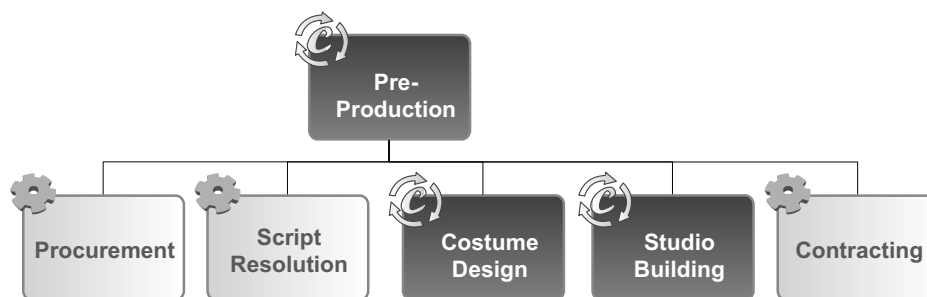 Pre-
Production
Procurement
Script
Resolution
Costume
Design
Studio
Building
Contracting
C
C
C